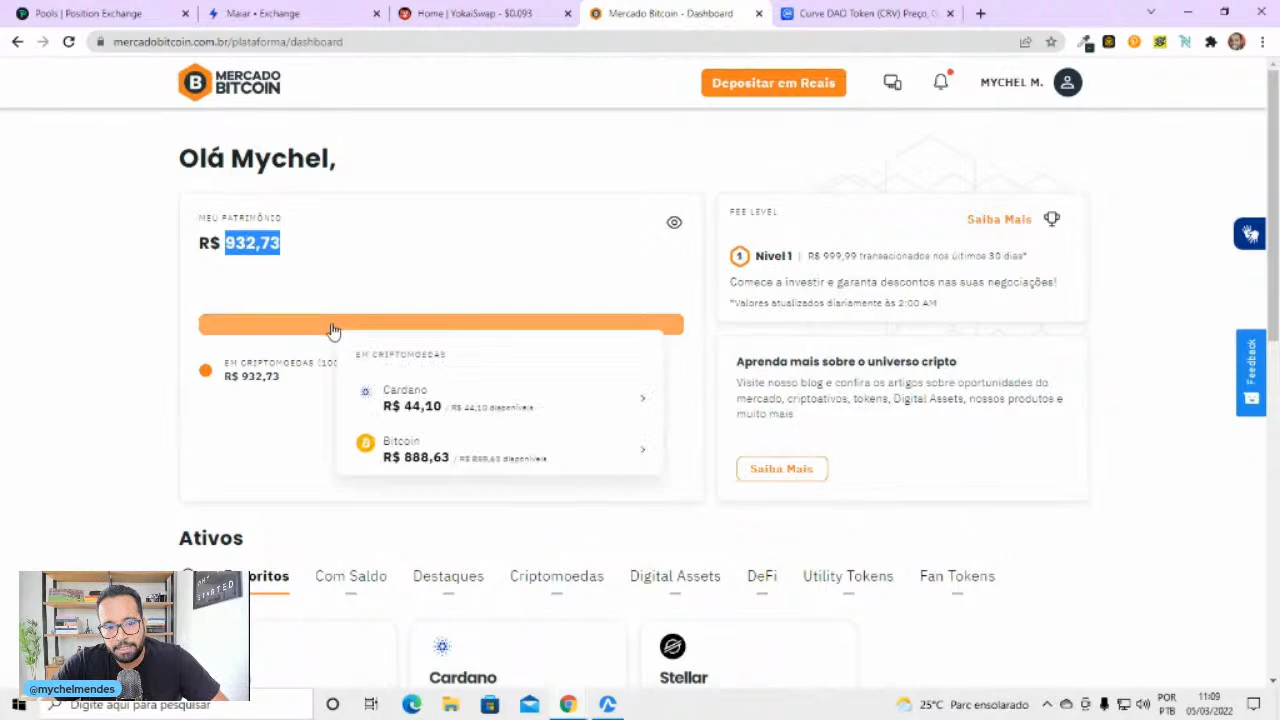 Pools | Position Exchange
Maiar • Exchange
Home | YokaiSwap - $0.093
Mercado Bitcoin - Dashboard
Curve DAO Token (CRV) Preço, G
mercadobitcoin.com.br/plataforma/dashboard
MERCADO
BITCOIN
Depositar em Reais
MYCHEL M.
Olá Mychel,
MEU PATRIMÔNIO
R$ 932,73
FEE LEVEL
Saiba Mais
1 Nível 1 | R$ 999,99 transacionados nos últimos 30 dias*
Comece a investir e garanta descontos nas suas negociações!
*Valores atualizados diariamente às 2:00 AM
EM CRIPTOMOEDAS (100
R$ 932,73
EM CRIPTOMOEDAS
Cardano
R$ 44,10 / R$ 44,10 disponíveis
Bitcoin
R$ 888,63 / R$ 888,63 disponíveis
Aprenda mais sobre o universo cripto
Visite nosso blog e confira os artigos sobre oportunidades do
mercado, criptoativos, tokens, Digital Assets, nossos produtos e
muito mais
Saiba Mais
Feedback
Ativos
oritos
Com Saldo
Destaques
Criptomoedas
Digital Assets
DeFi
Utility Tokens
Fan Tokens
Cardano
Stellar
STARTED
@mychelmendes
Digite aqui para pesquisar
25°C Parc ensolarado
POR
PTB
11:09
05/03/2022